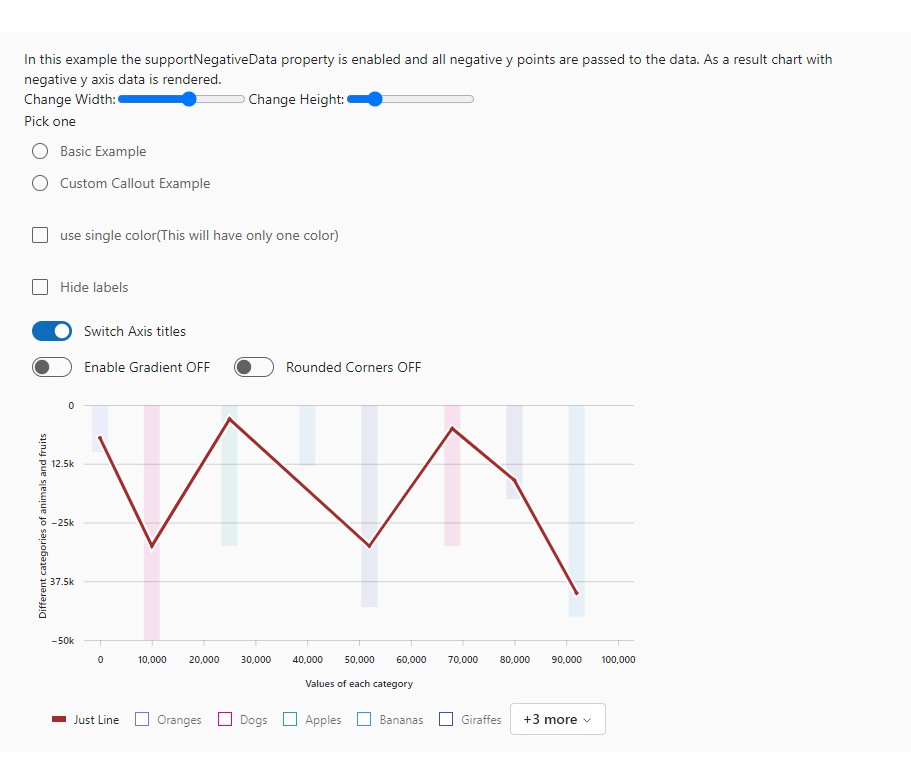 In this example the supportNegativeData property is enabled and all negative y points are passed to the data. As a result chart with
negative y axis data is rendered.
Change Width: Change Height:
Pick one
Basic Example
Custom Callout Example
use single color(This will have only one color)
Hide labels
Switch Axis titles
Enable Gradient OFF Rounded Corners OFF
Different categories of animals and fruits
0
12.5k
−25k
37.5k
−50k
0 10,000 20,000 30,000 40,000 50,000 60,000 70,000 80,000 90,000 100,000
Values of each category
Just Line Oranges Dogs Apples Bananas Giraffes +3 more